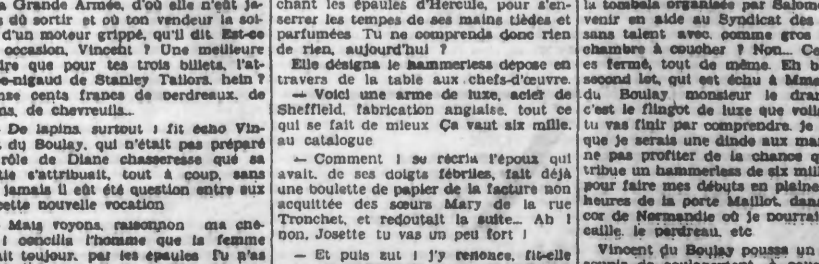 a Grande Armée, d'où elle n'eût ja-
dû sortir et où ton vendeur la soi-
d'un moteur grippé, qu'il dit. Est-ce
occasion, Vincent ? Une meilleure
ire que pour tes trois billets, l'at-
e-nigaud de Stanley Tailors, hein ?
nze cents francs de perdreaux, de
ns, de chevreuils...
— De lapins, surtout ! fit écho Vin-
du Boulay, qui n'était pas préparé
rôle de Diane chasseresse que sa
tie s'attribuait, tout à coup, sans
jamais il eût été question entre eux
cette nouvelle vocation
Mais voyons, raisonnon ma ché-
! concilia l'homme que la femme
ait toujour. par les épaules Tu n'as
chant les épaules d'Hercule, pour s'en-
serrer les tempes de ses mains tièdes et
parfumées Tu ne comprends donc rien
de rien, aujourd'hui ?
Elle désigna le hammerless déposé en
travers de la table aux chefs-d'œuvre.
— Voici une arme de luxe, acier de
Sheffield, fabrication anglaise, tout ce
qui se fait de mieux Ça vaut six mille,
au catalogue
— Comment ! se récria l'époux qui
avait, de ses doigts fébriles, fait déjà
une boulette de papier de la facture non
acquittée des sœurs Mary de la rue
Tronchet, et redoutait la suite... Ah !
non, Josette tu vas un peu fort !
— Et puis zut ! j'y renonce, fit-elle
la tombola organisée par Salom
venir en aide au Syndicat des
sans talent avec, comme gros
chambre à coucher ? Non... Ce
es fermé, tout de même. Eh b
second lot, qui est échu à Mme
du Boulay, monsieur le dra
c'est le flingot de luxe que voil
tu vas finir par comprendre, je
que je serais une dinde aux mar
ne pas profiter de la chance q
tribue un hammerless de six mil
pour faire mes débuts en plaine
heures de la porte Maillot, dan
cor de Normandie où je pourrai
caille, le perdreau, etc
Vincent du Boulay poussa un